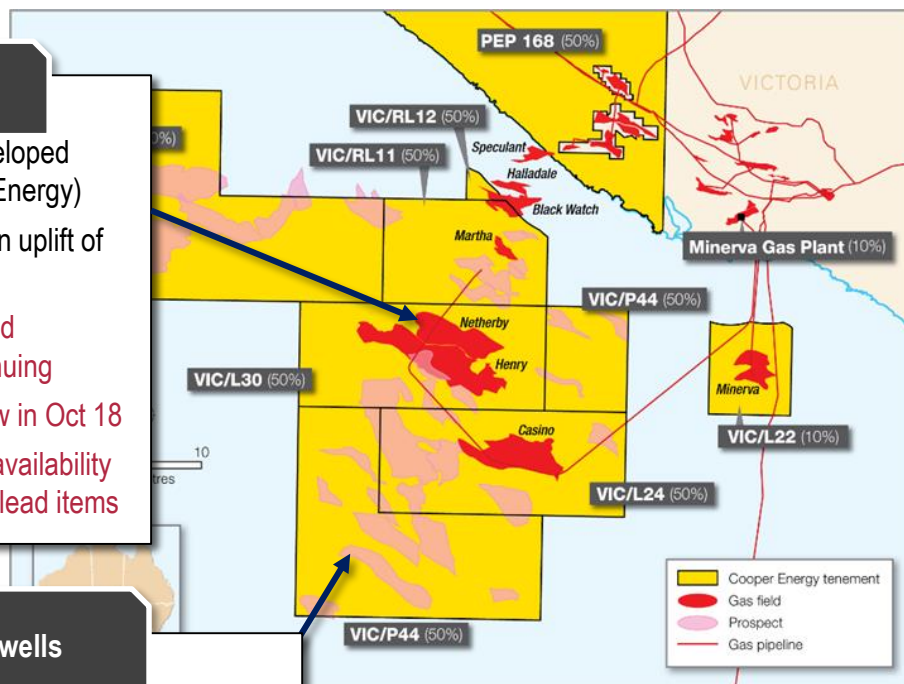 eloped
Energy)
n uplift of
d
nuing
w in Oct 18
availability
lead items
wells
PEP 168 (50%)
VICTORIA
VIC/RL12 (50%)
VIC/RL11 (50%)
Speculant
Halladale
Black Watch
Martha
Minerva Gas Plant (10%)
VIC/P44 (50%)
Netherby
Henry
VIC/L30 (50%)
Minerva
Casino
VIC/L22 (10%)
10
tres
VIC/L24 (50%)
VIC/P44 (50%)
Cooper Energy tenement
Gas field
Prospect
Gas pipeline